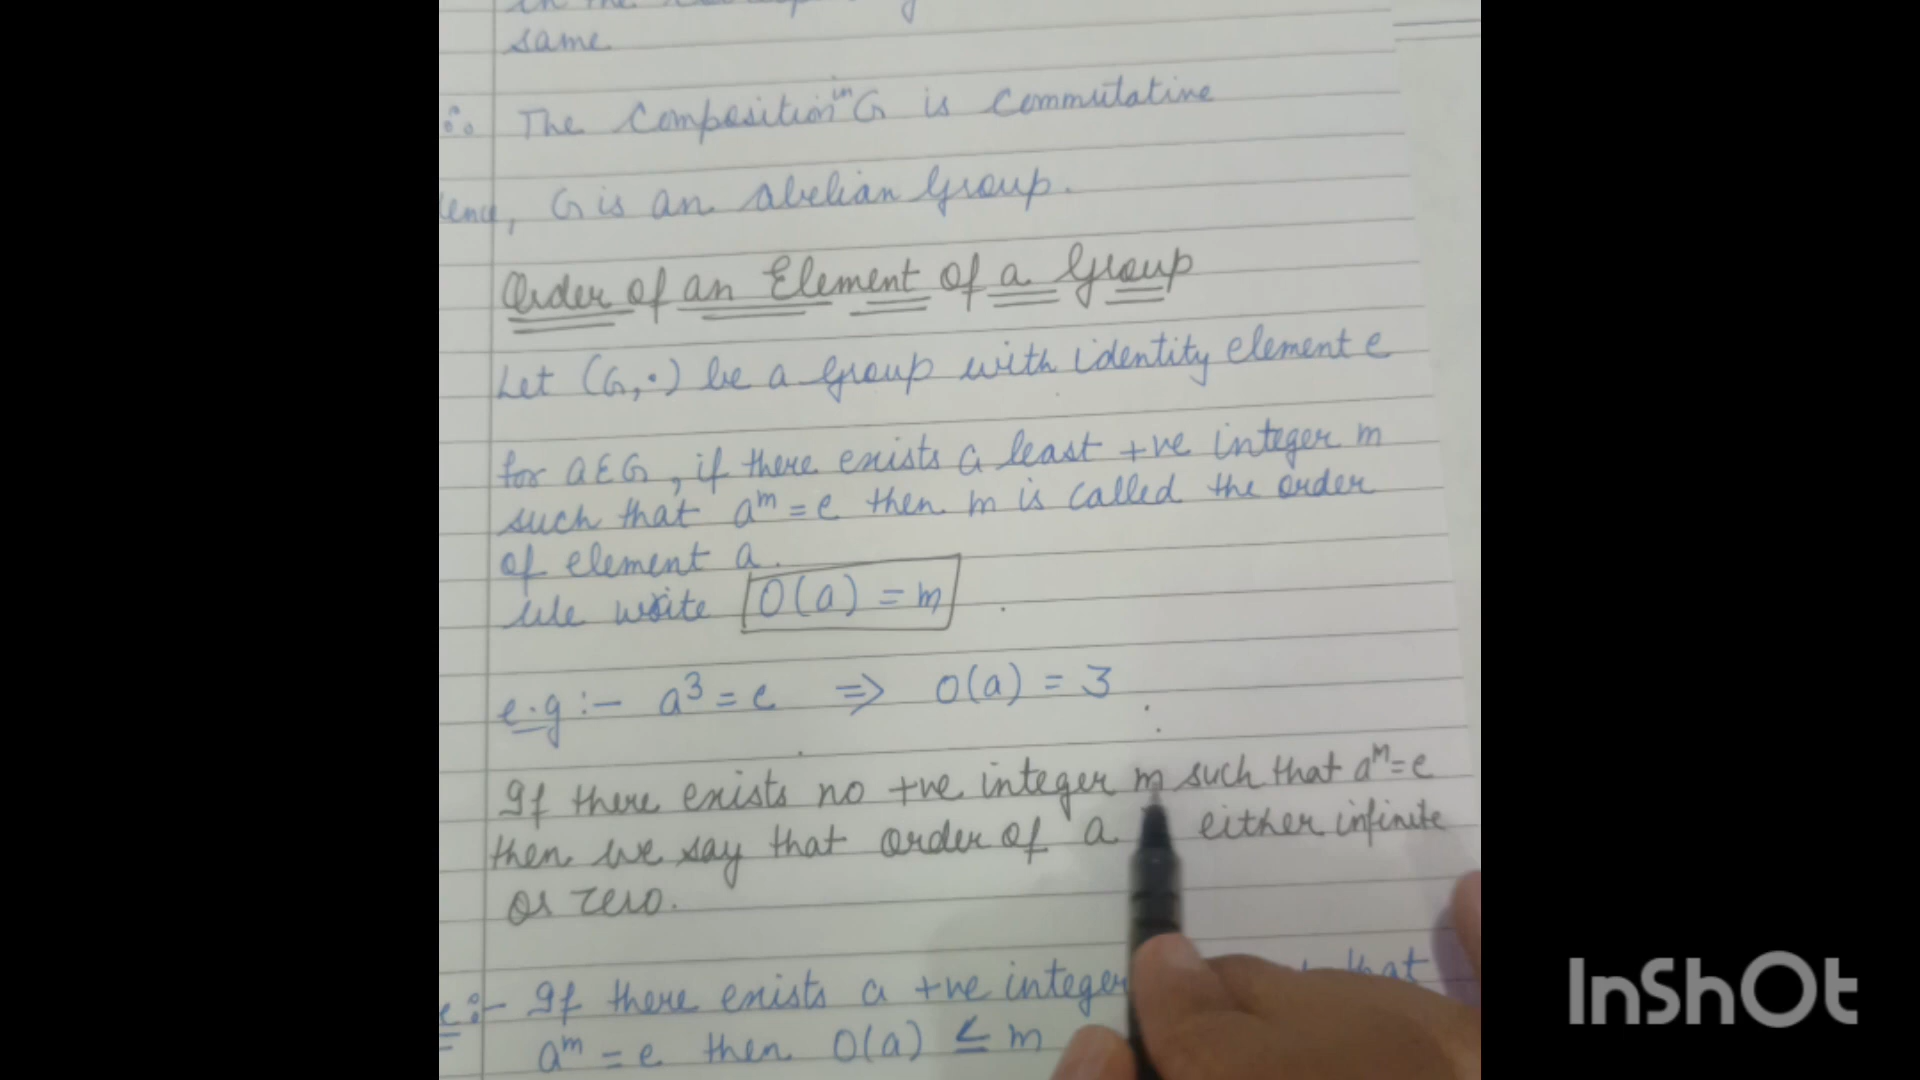 same
∴ The Composition in G is Commutative
ence, G is an abelian Group.
Order of an Element of a Group
Let (G, •) be a group with identity element e
for a ∈ G, if there exists a least +ve integer m
such that a^m = e then m is called the order
of element a.
We write O(a) = m
e.g :- a³ = e ⇒ O(a) = 3
If there exists no +ve integer m such that a^m = e
then we say that order of a either infinite
or zero.
e :- If there exists a +ve integer that
a^m = e then O(a) ≤ m
InShOt